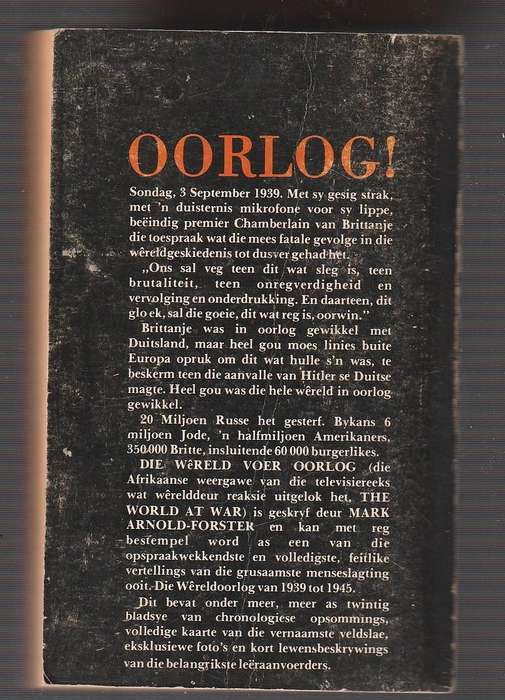 OORLOG!
Sondag, 3 September 1939. Met sy gesig strak,
met 'n duisternis mikrofone voor sy lippe,
beëindig premier Chamberlain van Brittanje
die toespraak wat die mees fatale gevolge in die
wêreldgeskiedenis tot dusver gehad het.
„Ons sal veg teen dit wat sleg is, teen
brutaliteit, teen onregverdigheid en
vervolging en onderdrukking. En daarteen, dit
glo ek, sal die goeie, dit wat reg is, oorwin.”
Brittanje was in oorlog gewikkel met
Duitsland, maar heel gou moes linies buite
Europa opruk om dit wat hulle s'n was, te
beskerm teen die aanvalle van Hitler se Duitse
magte. Heel gou was die hele wêreld in oorlog
gewikkel.
20 Miljoen Russe het gesterf. Bykans 6
miljoen Jode, 'n halfmiljoen Amerikaners,
350 000 Britte, insluitende 60 000 burgerlikes.
DIE WêRELD VOER OORLOG (die
Afrikaanse weergawe van die televisiereeks
wat wêrelddeur reaksie uitgelok het, THE
WORLD AT WAR) is geskryf deur MARK
ARNOLD-FORSTER en kan met reg
bestempel word as een van die
opspraakwekkendste en volledigste, feitlike
vertellings van die grusaamste menseslagting
ooit. Die Wêreldoorlog van 1939 tot 1945.
Dit bevat onder meer, meer as twintig
bladsye van chronologiese opsommings,
volledige kaarte van die vernaamste veldslae,
eksklusiewe foto's en kort lewensbeskrywings
van die belangrikste leëraanvoerders.